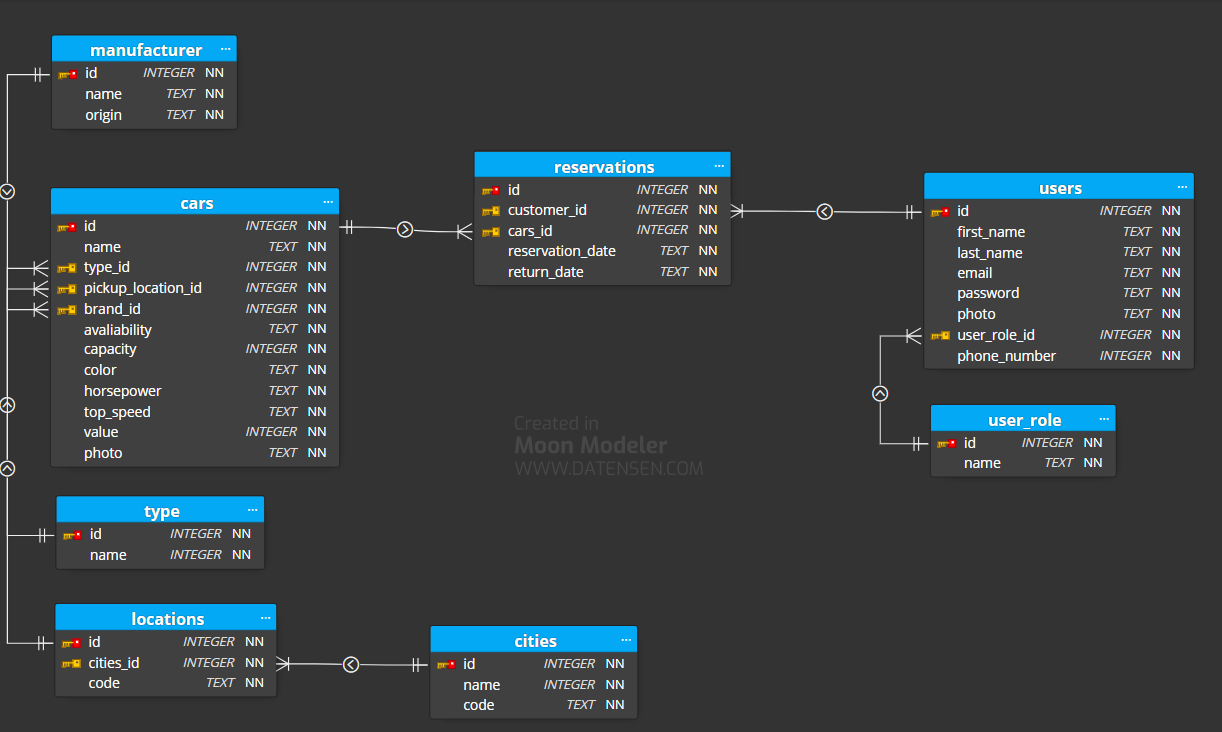 manufacturer ...
id INTEGER NN
name TEXT NN
origin TEXT NN
cars ...
id INTEGER NN
name TEXT NN
type_id INTEGER NN
pickup_location_id INTEGER NN
brand_id INTEGER NN
avaliability TEXT NN
capacity INTEGER NN
color TEXT NN
horsepower TEXT NN
top_speed TEXT NN
value INTEGER NN
photo TEXT NN
type ...
id INTEGER NN
name INTEGER NN
locations ...
id INTEGER NN
cities_id INTEGER NN
code TEXT NN
reservations ...
id INTEGER NN
customer_id INTEGER NN
cars_id INTEGER NN
reservation_date TEXT NN
return_date TEXT NN
Created in
Moon Modeler
WWW.DATENSEN.COM
cities ...
id INTEGER NN
name INTEGER NN
code TEXT NN
users ...
id INTEGER NN
first_name TEXT NN
last_name TEXT NN
email TEXT NN
password TEXT NN
photo TEXT NN
user_role_id INTEGER NN
phone_number INTEGER NN
user_role ...
id INTEGER NN
name TEXT NN